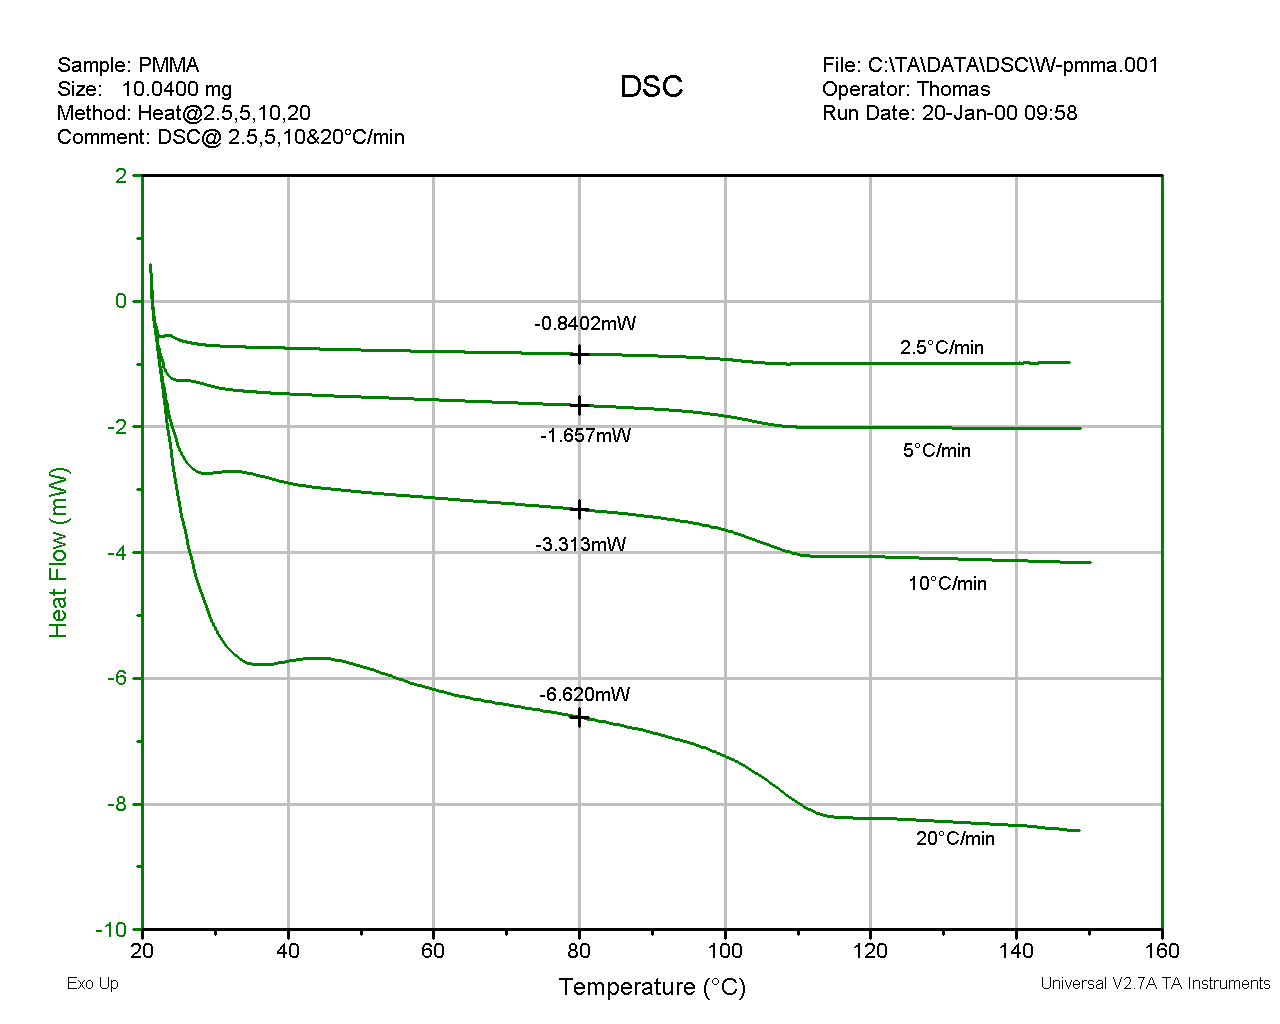 Sample: PMMA
Size: 10.0400 mg
Method: Heat@2.5,5,10,20
Comment: DSC@ 2.5,5,10&20°C/min
DSC
File: C:\TA\DATA\DSC\W-pmma.001
Operator: Thomas
Run Date: 20-Jan-00 09:58
2
0
-2
-4
-6
-8
-10
Heat Flow (mW)
-0.8402mW
2.5°C/min
-1.657mW
5°C/min
-3.313mW
10°C/min
-6.620mW
20°C/min
20 40 60 80 100 120 140 160
Exo Up
Temperature (°C)
Universal V2.7A TA Instruments